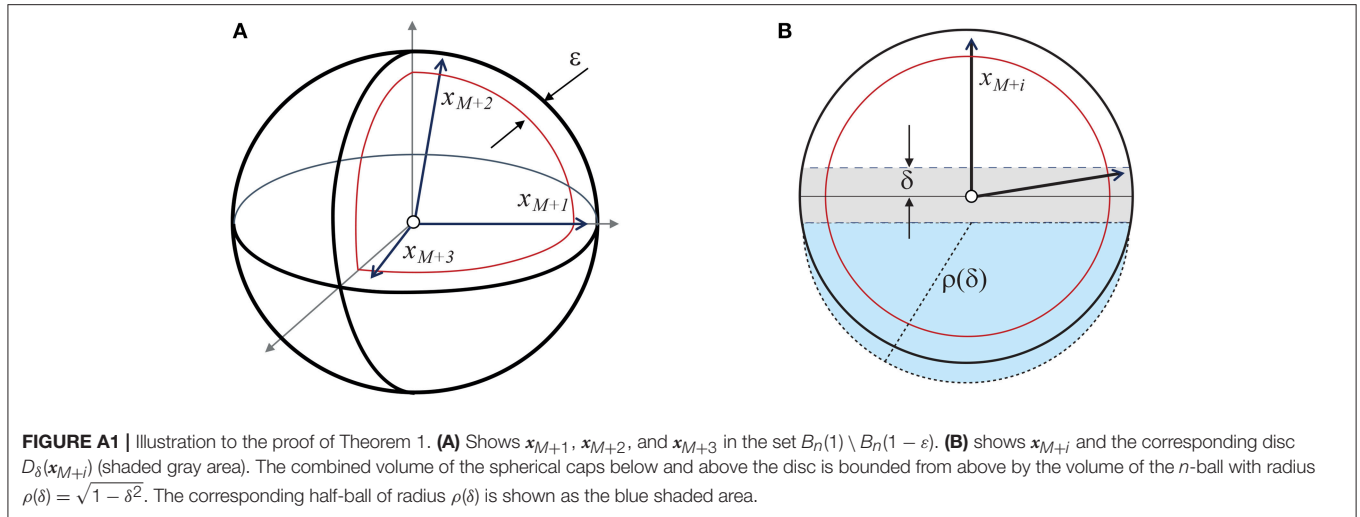 A
B
ε
x_{M+2}
x_{M+1}
x_{M+3}
x_{M+i}
δ
ρ(δ)
FIGURE A1 | Illustration to the proof of Theorem 1. (A) Shows x_{M+1}, x_{M+2}, and x_{M+3} in the set B_n(1) \ B_n(1 − ε). (B) shows x_{M+i} and the corresponding disc
D_δ(x_{M+i}) (shaded gray area). The combined volume of the spherical caps below and above the disc is bounded from above by the volume of the n-ball with radius
ρ(δ) = √(1 − δ²). The corresponding half-ball of radius ρ(δ) is shown as the blue shaded area.